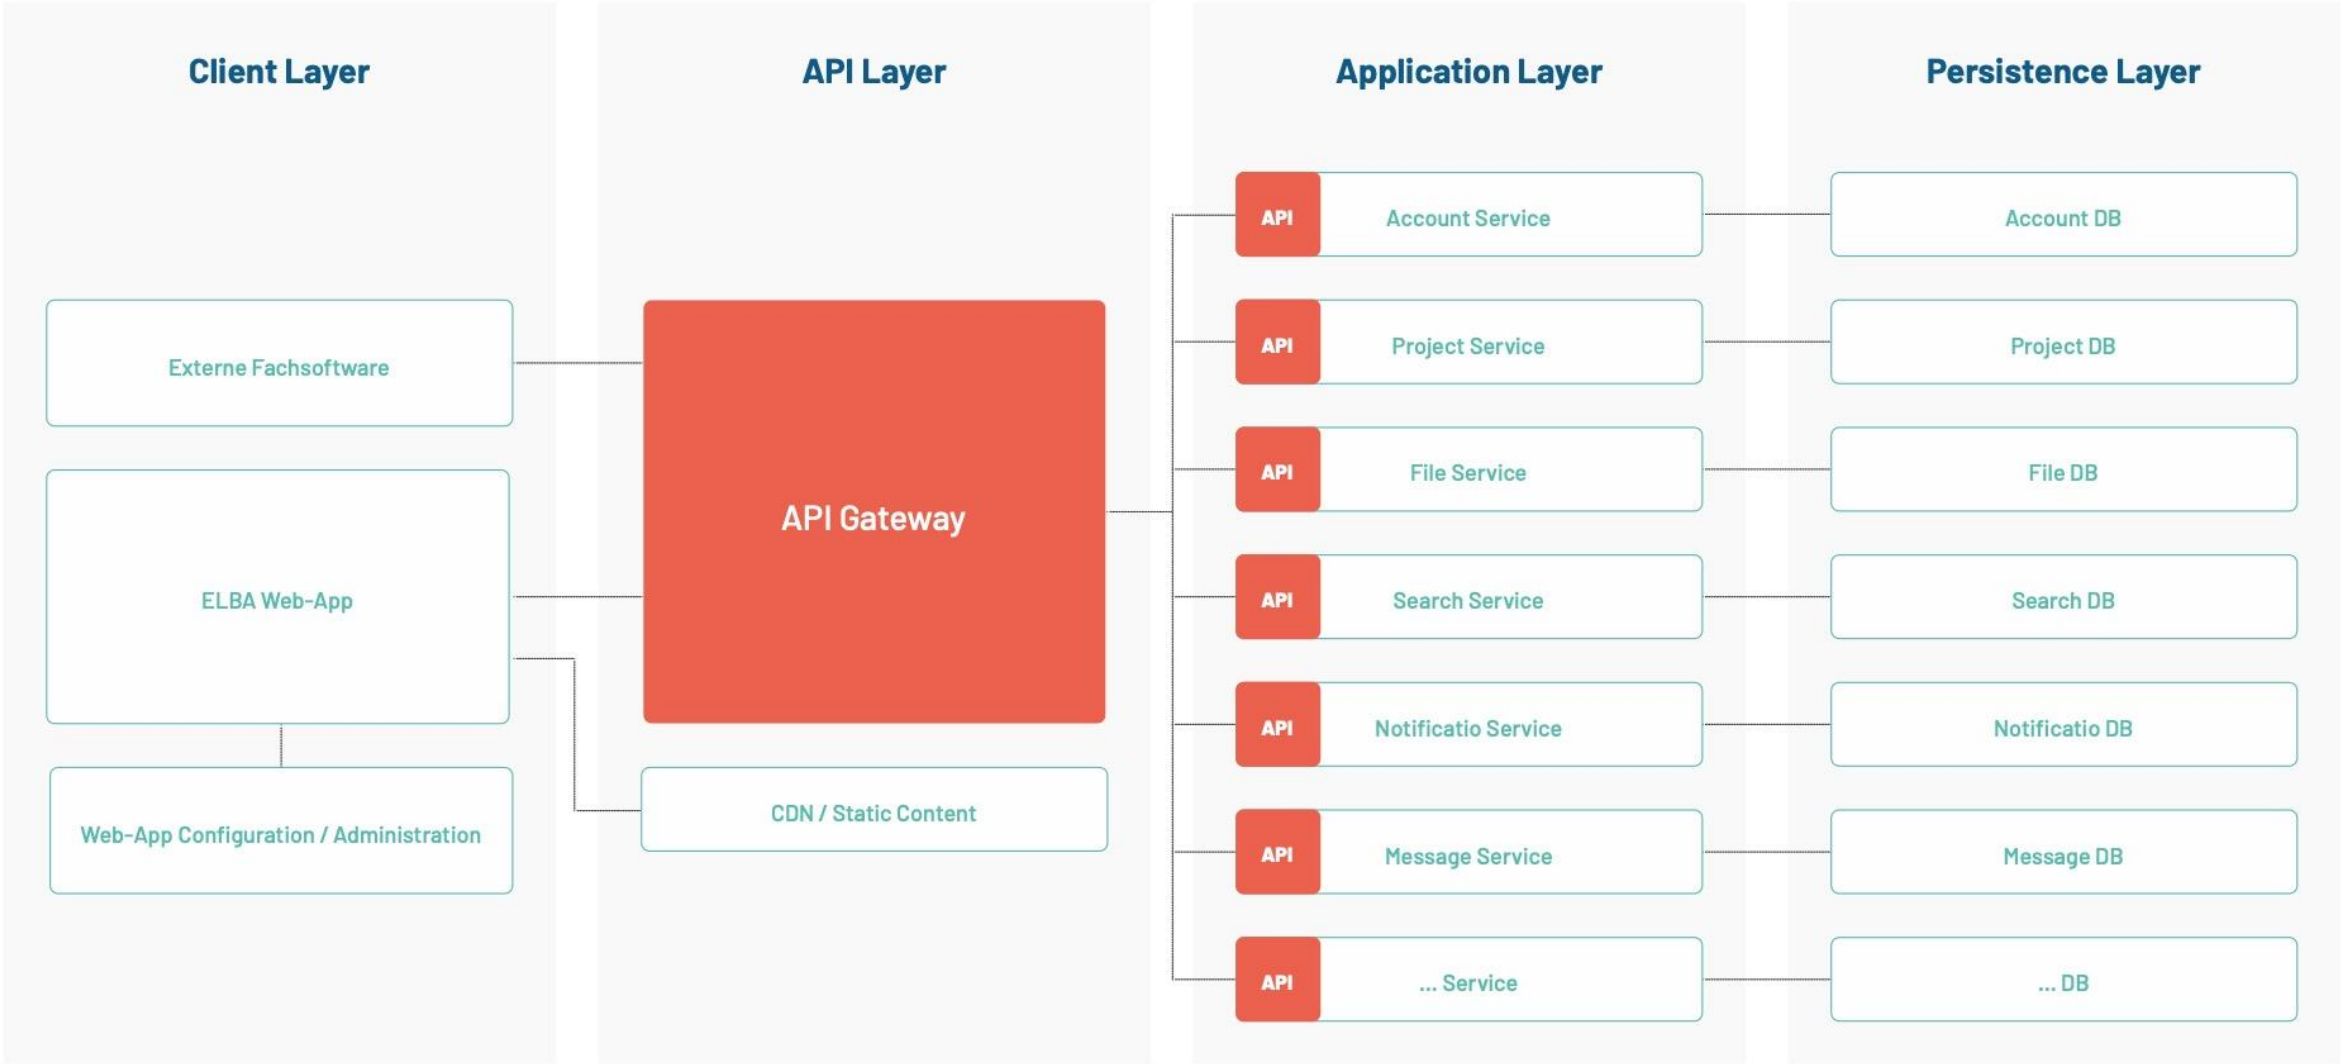 Client Layer
API Layer
Application Layer
Persistence Layer
Externe Fachsoftware
ELBA Web-App
Web-App Configuration / Administration
API Gateway
CDN / Static Content
API Account Service
API Project Service
API File Service
API Search Service
API Notificatio Service
API Message Service
API ... Service
Account DB
Project DB
File DB
Search DB
Notificatio DB
Message DB
... DB